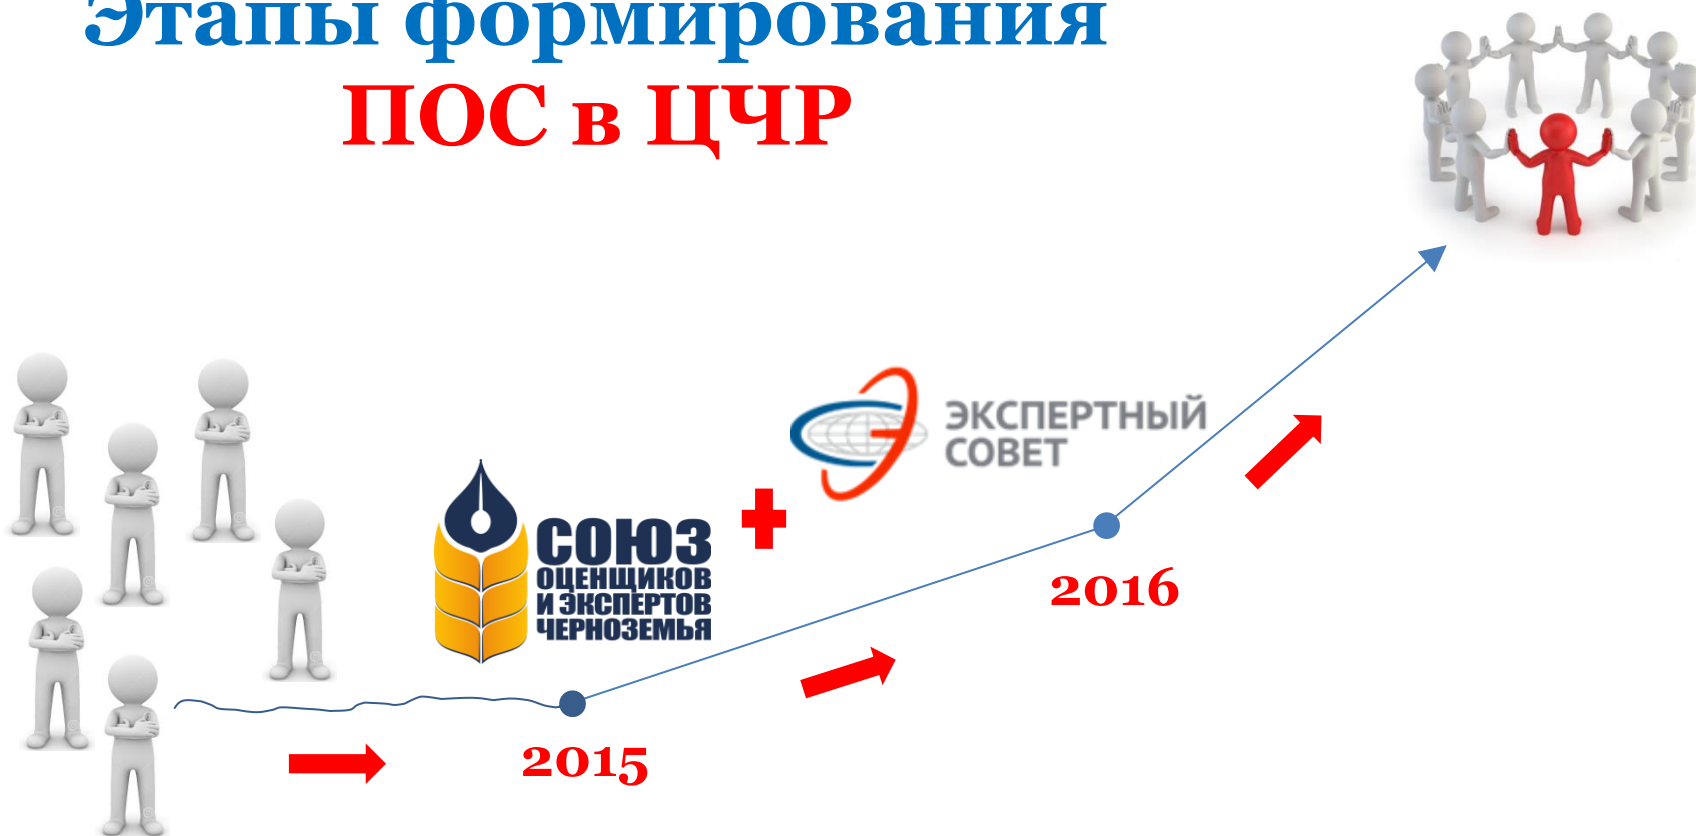 Этапы формирования
ПОС в ЦЧР
ЭКСПЕРТНЫЙ
СОВЕТ
СОЮЗ
ОЦЕНЩИКОВ
И ЭКСПЕРТОВ
ЧЕРНОЗЕМЬЯ
2016
2015